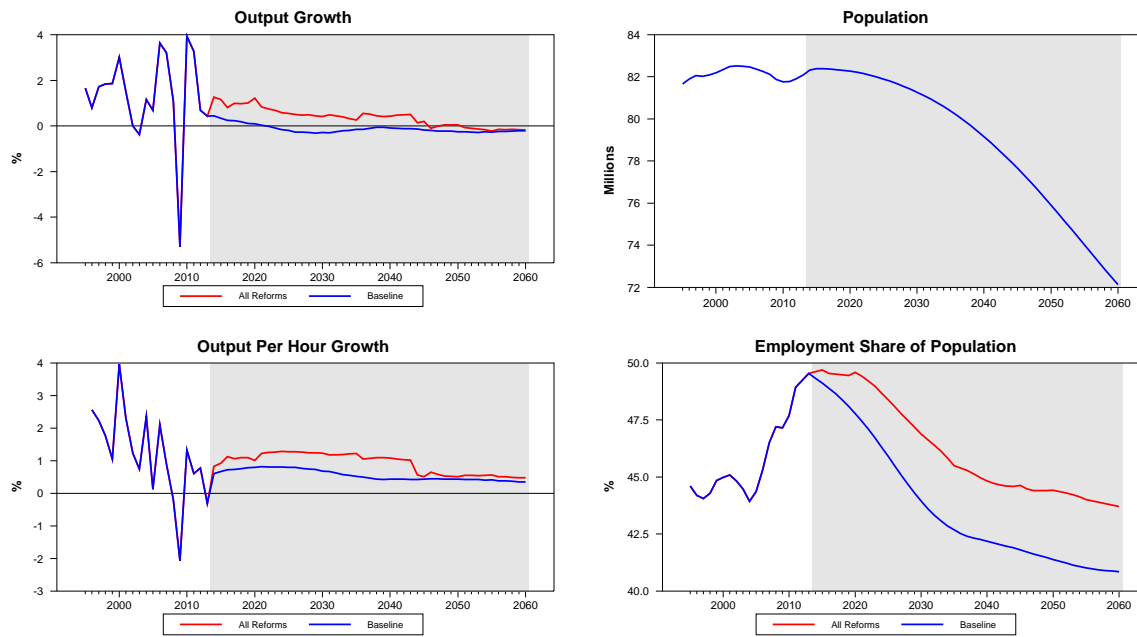 Output Growth
4
2
0
-2
-4
-6
%
2000 2010 2020 2030 2040 2050 2060
All Reforms Baseline
Population
84
82
80
78
76
74
72
Millions
2000 2010 2020 2030 2040 2050 2060
Output Per Hour Growth
4
3
2
1
0
-1
-2
-3
%
2000 2010 2020 2030 2040 2050 2060
All Reforms Baseline
Employment Share of Population
50.0
47.5
45.0
42.5
40.0
%
2000 2010 2020 2030 2040 2050 2060
All Reforms Baseline